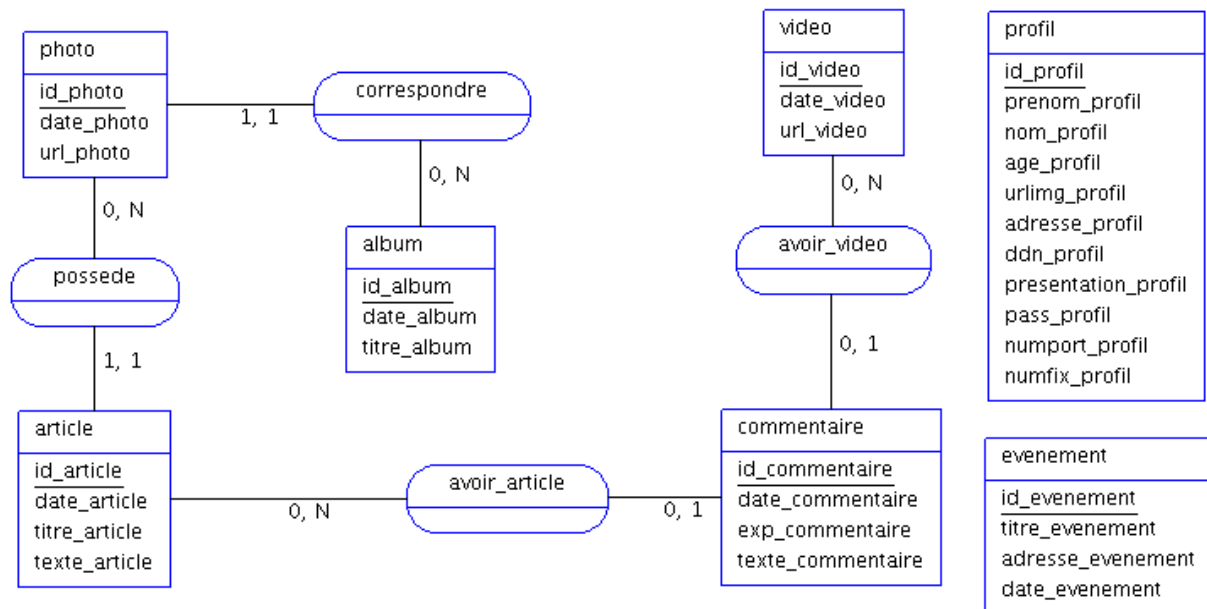 photo
id_photo
date_photo
url_photo
1, 1
correspondre
0, N
album
id_album
date_album
titre_album
0, N
possede
1, 1
article
id_article
date_article
titre_article
texte_article
0, N
avoir_article
0, 1
video
id_video
date_video
url_video
0, N
avoir_video
0, 1
commentaire
id_commentaire
date_commentaire
exp_commentaire
texte_commentaire
profil
id_profil
prenom_profil
nom_profil
age_profil
urlimg_profil
adresse_profil
ddn_profil
presentation_profil
pass_profil
numport_profil
numfix_profil
evenement
id_evenement
titre_evenement
adresse_evenement
date_evenement